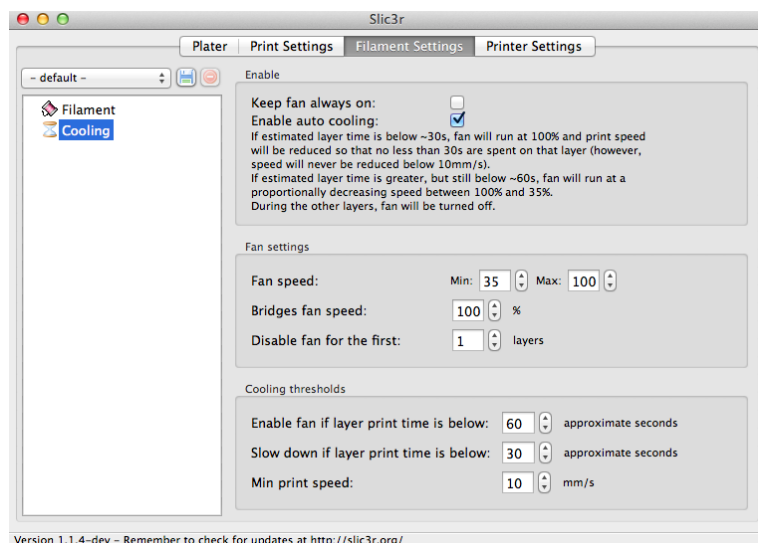 Slic3r
Plater Print Settings Filament Settings Printer Settings
- default -
Filament
Cooling
Enable
Keep fan always on:
Enable auto cooling:
If estimated layer time is below ~30s, fan will run at 100% and print speed
will be reduced so that no less than 30s are spent on that layer (however,
speed will never be reduced below 10mm/s).
If estimated layer time is greater, but still below ~60s, fan will run at a
proportionally decreasing speed between 100% and 35%.
During the other layers, fan will be turned off.
Fan settings
Fan speed: Min: 35 Max: 100
Bridges fan speed: 100 %
Disable fan for the first: 1 layers
Cooling thresholds
Enable fan if layer print time is below: 60 approximate seconds
Slow down if layer print time is below: 30 approximate seconds
Min print speed: 10 mm/s
Version 1.1.4-dev - Remember to check for updates at http://slic3r.org/